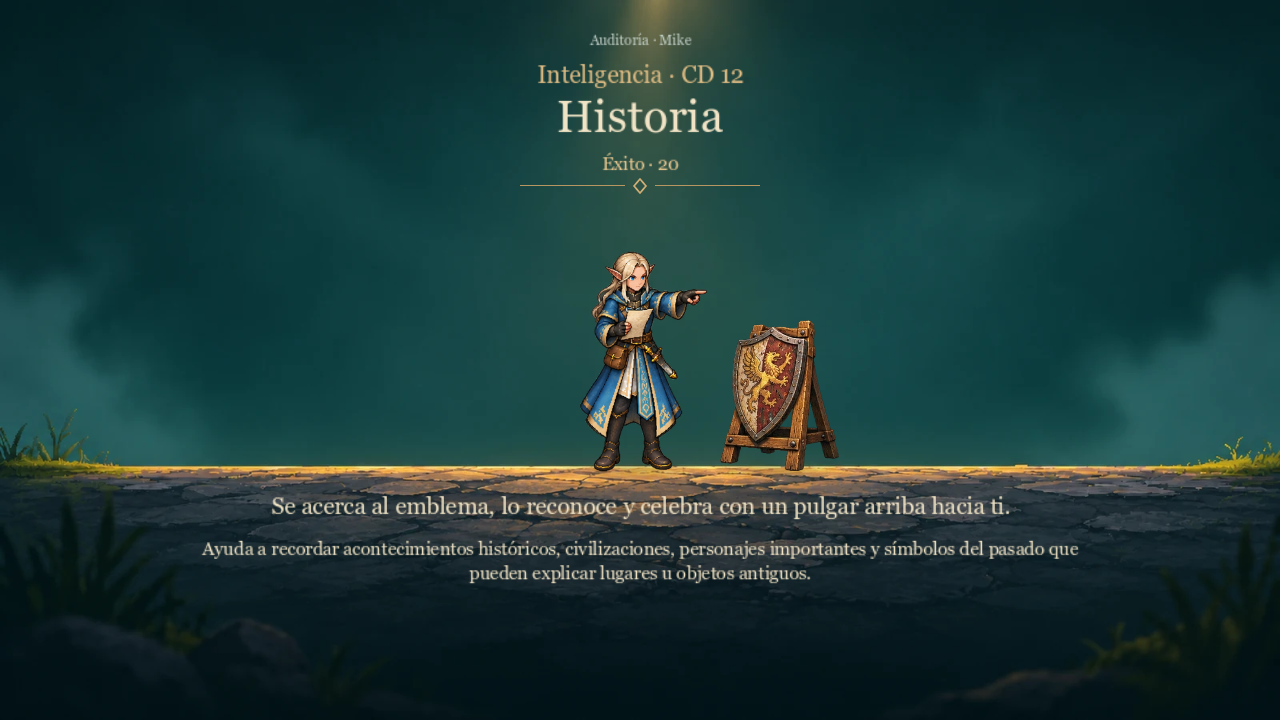 Auditoría · Mike
Inteligencia · CD 12
Historia
Éxito · 20
Se acerca al emblema, lo reconoce y celebra con un pulgar arriba hacia ti.
Ayuda a recordar acontecimientos históricos, civilizaciones, personajes importantes y símbolos del pasado que
pueden explicar lugares u objetos antiguos.